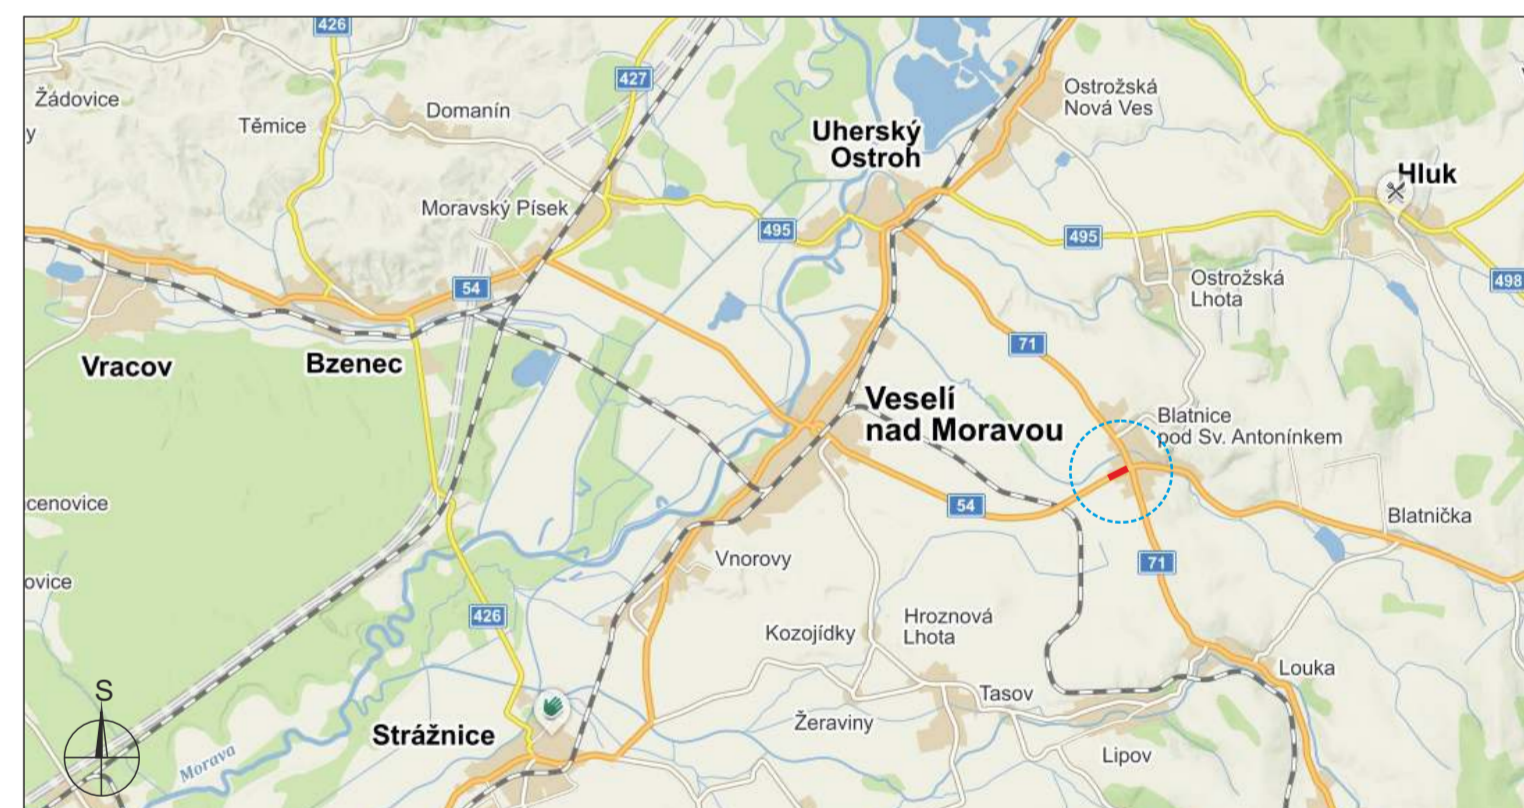 426
427
Žádovice
y
Těmice
Domanín
Uherský
Ostroh
Ostrožská
Nová Ves
Hluk
Moravský Písek
495
495
Ostrožská
Lhota
498
54
Vracov
Bzenec
71
Veselí
nad Moravou
Blatnice
pod Sv. Antonínkem
cenovice
54
Blatnička
ovice
Vnorovy
71
426
Kozojídky
Hroznová
Lhota
Louka
S
Strážnice
Tasov
Žeraviny
Lipov
Morava